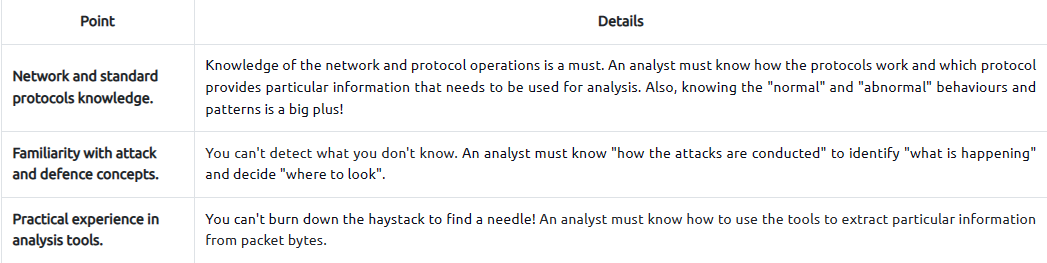 Point
Details
Network and standard
protocols knowledge.
Knowledge of the network and protocol operations is a must. An analyst must know how the protocols work and which protocol
provides particular information that needs to be used for analysis. Also, knowing the "normal" and "abnormal" behaviours and
patterns is a big plus!
Familiarity with attack
and defence concepts.
You can't detect what you don't know. An analyst must know "how the attacks are conducted" to identify "what is happening"
and decide "where to look".
Practical experience in
analysis tools.
You can't burn down the haystack to find a needle! An analyst must know how to use the tools to extract particular information
from packet bytes.